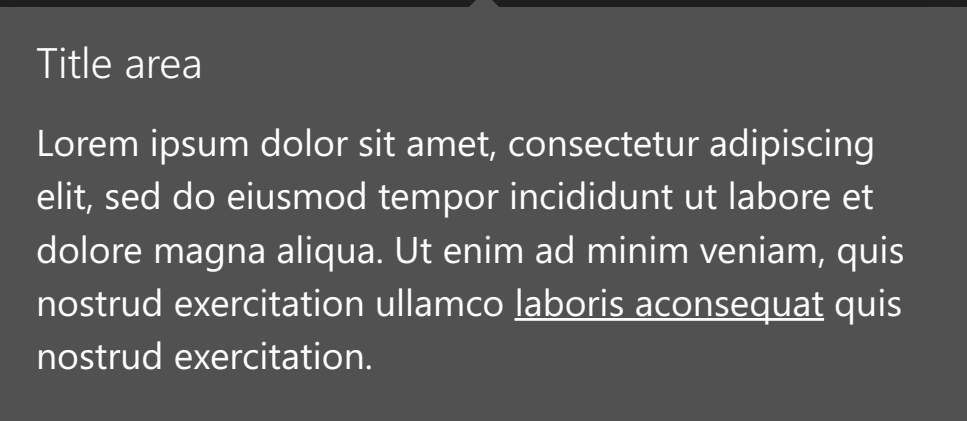 Title area
Lorem ipsum dolor sit amet, consectetur adipiscing
elit, sed do eiusmod tempor incididunt ut labore et
dolore magna aliqua. Ut enim ad minim veniam, quis
nostrud exercitation ullamco laboris aconsequat quis
nostrud exercitation.